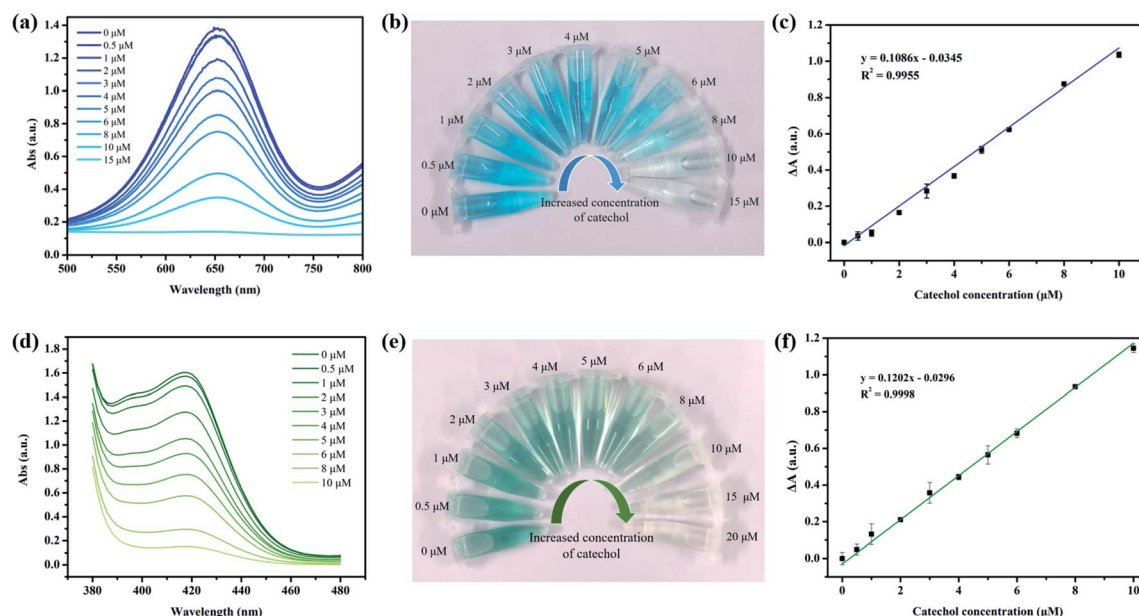 (a)
1.4
1.2
1.0
0.8
0.6
0.4
0.2
0.0
Abs (a.u.)
0 μM
0.5 μM
1 μM
2 μM
3 μM
4 μM
5 μM
6 μM
8 μM
10 μM
15 μM
500
550
600
650
700
750
800
Wavelength (nm)
(b)
0 μM
0.5 μM
1 μM
2 μM
3 μM
4 μM
5 μM
6 μM
8 μM
10 μM
15 μM
Increased concentration
of catechol
(c)
1.2
1.0
0.8
0.6
0.4
0.2
0.0
ΔA (a.u.)
y = 0.1086x - 0.0345
R² = 0.9955
0
2
4
6
8
10
Catechol concentration (μM)
(d)
1.8
1.6
1.4
1.2
1.0
0.8
0.6
0.4
0.2
0.0
Abs (a.u.)
0 μM
0.5 μM
1 μM
2 μM
3 μM
4 μM
5 μM
6 μM
8 μM
10 μM
380
400
420
440
460
480
Wavelength (nm)
(e)
0 μM
0.5 μM
1 μM
2 μM
3 μM
4 μM
5 μM
6 μM
8 μM
10 μM
15 μM
20 μM
Increased concentration
of catechol
(f)
1.2
1.0
0.8
0.6
0.4
0.2
0.0
ΔA (a.u.)
y = 0.1202x - 0.0296
R² = 0.9998
0
2
4
6
8
10
Catechol concentration (μM)